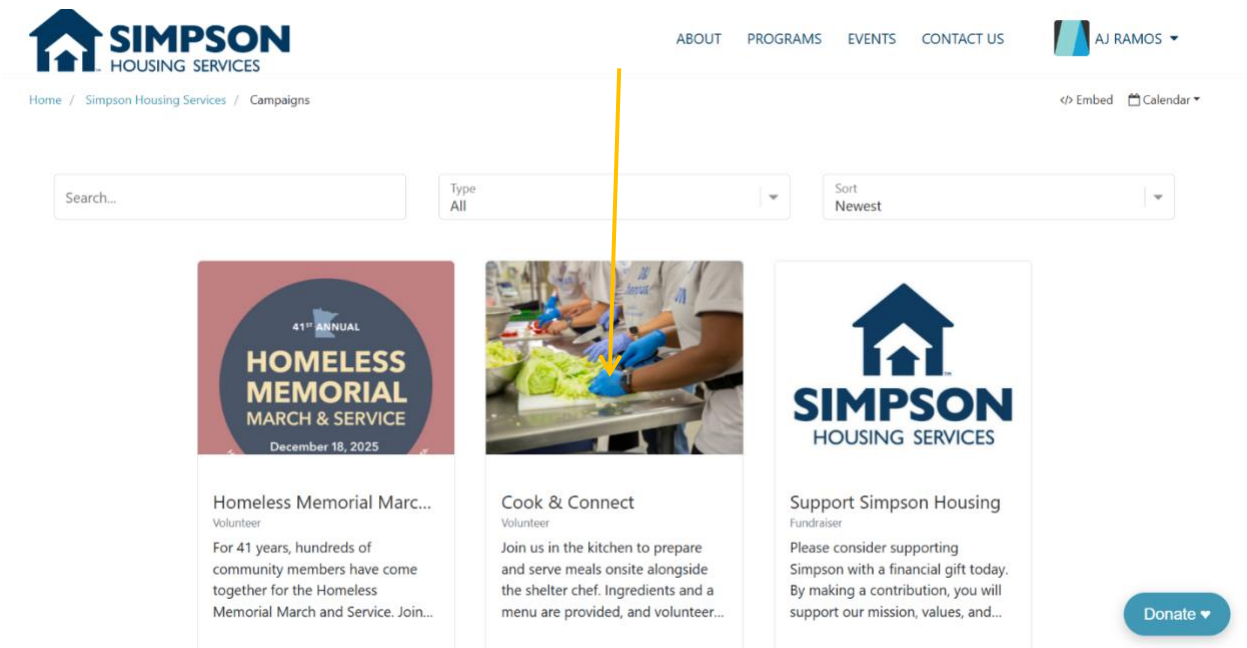 SIMPSON
HOUSING SERVICES
ABOUT PROGRAMS EVENTS CONTACT US AJ RAMOS
Home / Simpson Housing Services / Campaigns
</> Embed Calendar
Search...
Type
All
Sort
Newest
41ST ANNUAL
HOMELESS
MEMORIAL
MARCH & SERVICE
December 18, 2025
SIMPSON
HOUSING SERVICES
Homeless Memorial Marc...
Volunteer
For 41 years, hundreds of
community members have come
together for the Homeless
Memorial March and Service. Join...
Cook & Connect
Volunteer
Join us in the kitchen to prepare
and serve meals onsite alongside
the shelter chef. Ingredients and a
menu are provided, and volunteer...
Support Simpson Housing
Fundraiser
Please consider supporting
Simpson with a financial gift today.
By making a contribution, you will
support our mission, values, and...
Donate ♥